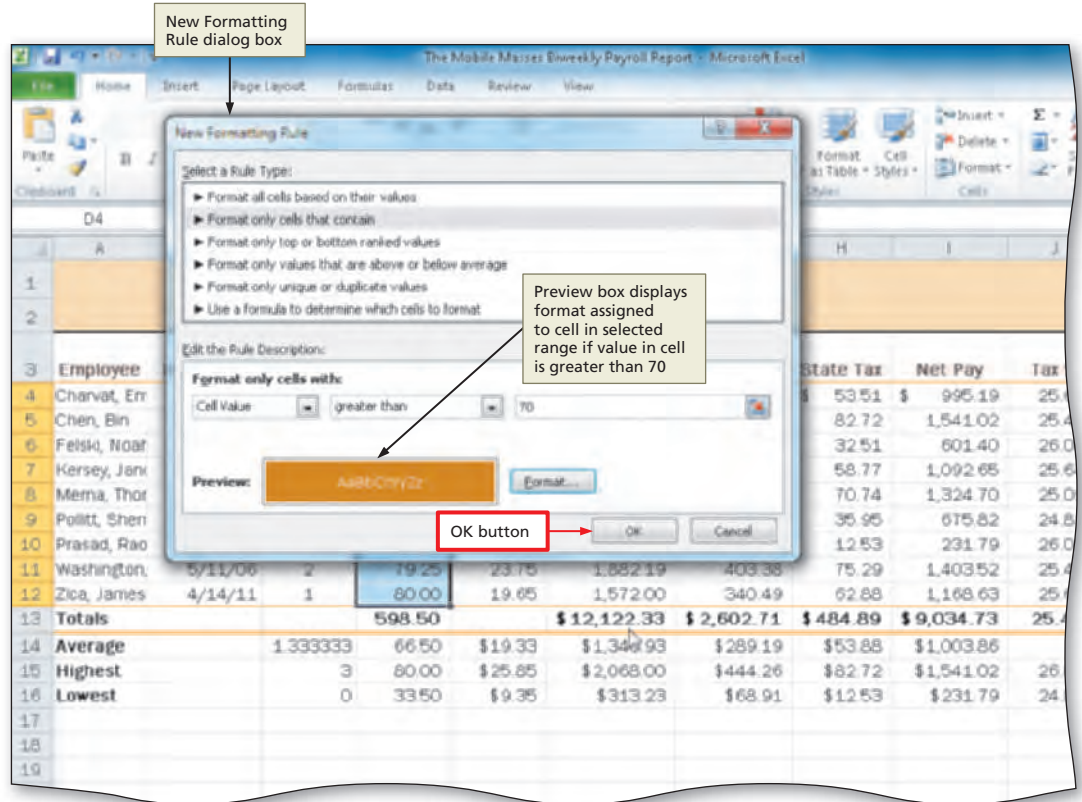 New Formatting
Rule dialog box
The Mobile Masses Biweekly Payroll Report - Microsoft Excel
File Home Insert Page Layout Formulas Data Review View
Paste
Clipboard
B I
Format as Table
Cell Styles
Styles
Insert
Delete
Format
Cells
Σ
D4
New Formatting Rule
Select a Rule Type:
► Format all cells based on their values
► Format only cells that contain
► Format only top or bottom ranked values
► Format only values that are above or below average
► Format only unique or duplicate values
► Use a formula to determine which cells to format
Preview box displays
format assigned
to cell in selected
range if value in cell
is greater than 70
Edit the Rule Description:
Format only cells with:
Cell Value greater than 70
Preview: AaBbCcYyZz Format...
OK button
OK Cancel
A H I J
1
2
3 Employee State Tax Net Pay Tax
4 Charvat, Em $ 53.51 $ 995.19
5 Chen, Bin 82.72 1,541.02 25.4
6 Felski, Noah 32.51 601.40 26.0
7 Kersey, Jane 58.77 1,092.65 25.6
8 Merna, Thor 70.74 1,324.70 25.0
9 Pollitt, Sherr 35.95 675.82 24.8
10 Prasad, Rao 12.53 231.79 26.0
11 Washington, 5/11/06 2 79.25 23.75 1,882.19 403.38 75.29 1,403.52 25.4
12 Zica, James 4/14/11 1 80.00 19.65 1,572.00 340.49 62.88 1,168.63
13 Totals 598.50 $ 12,122.33 $ 2,602.71 $ 484.89 $ 9,034.73 25.4
14 Average 1.333333 66.50 $19.33 $1,346.93 $289.19 $53.88 $1,003.86
15 Highest 3 80.00 $25.85 $2,068.00 $444.26 $82.72 $1,541.02 26.
16 Lowest 0 33.50 $9.35 $313.23 $68.91 $12.53 $231.79 24.
17
18
19